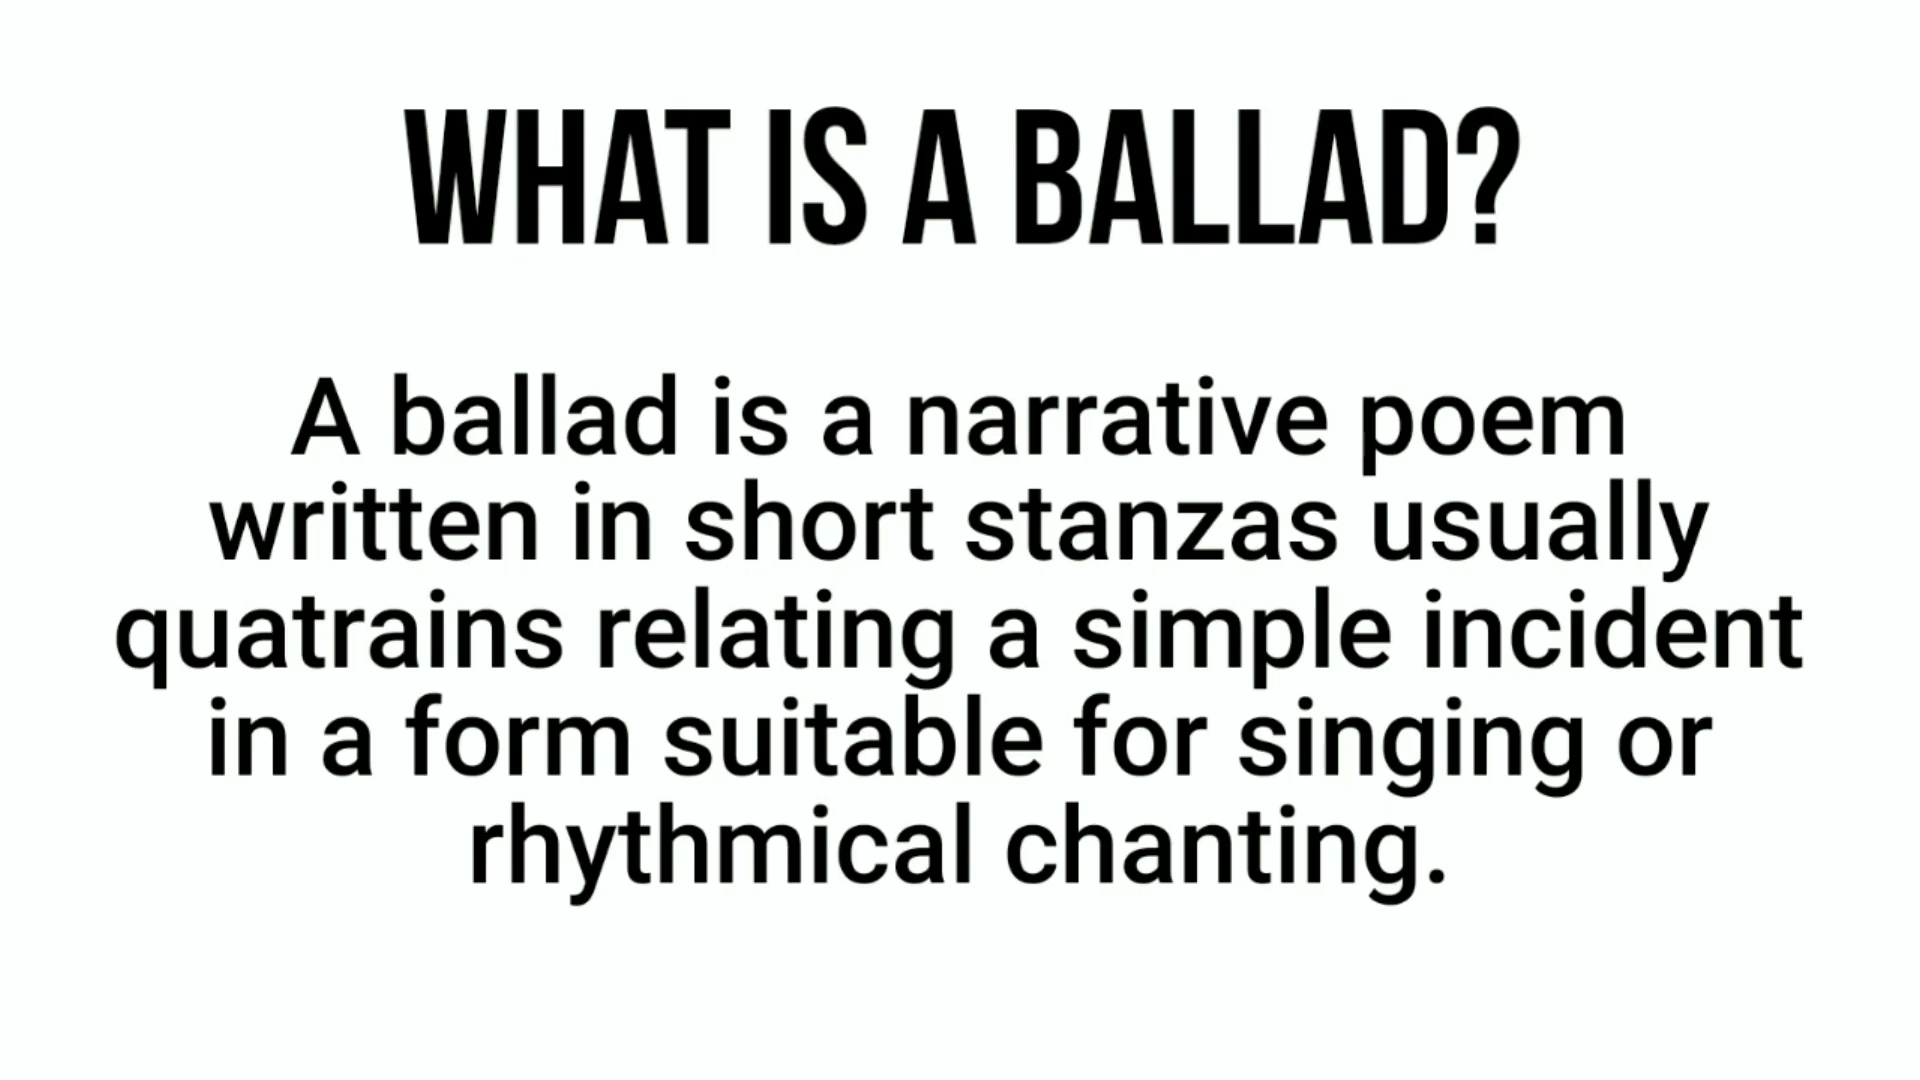 WHAT IS A BALLAD?
A ballad is a narrative poem
written in short stanzas usually
quatrains relating a simple incident
in a form suitable for singing or
rhythmical chanting.